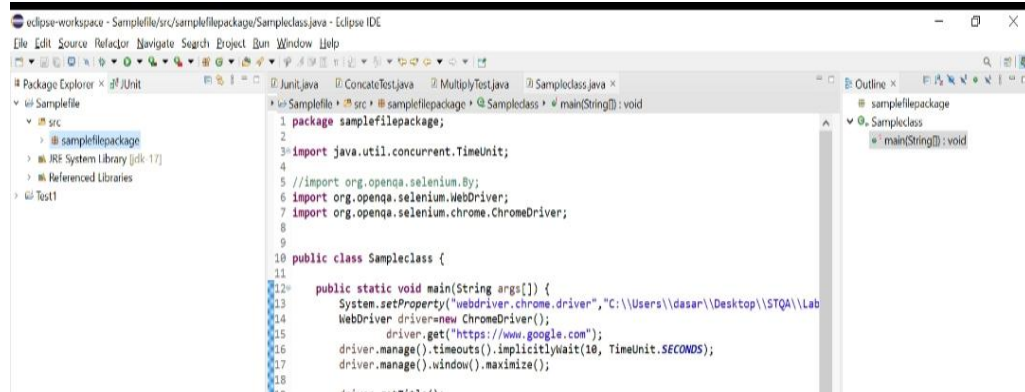 eclipse-workspace - Samplefile/src/samplefilepackage/Sampleclass.java - Eclipse IDE
File Edit Source Refactor Navigate Search Project Run Window Help
Package Explorer × JUnit
Junit.java ConcateTest.java MultiplyTest.java Sampleclass.java ×
Outline ×
Samplefile
src
samplefilepackage
JRE System Library [jdk-17]
Referenced Libraries
Test1
Samplefile src samplefilepackage Sampleclass main(String[]) : void
1 package samplefilepackage;
2
3 import java.util.concurrent.TimeUnit;
4
5 //import org.openqa.selenium.By;
6 import org.openqa.selenium.WebDriver;
7 import org.openqa.selenium.chrome.ChromeDriver;
8
9
10 public class Sampleclass {
11
12 public static void main(String args[]) {
13 System.setProperty("webdriver.chrome.driver","C:\\Users\\dasar\\Desktop\\STQA\\Lab
14 WebDriver driver=new ChromeDriver();
15 driver.get("https://www.google.com");
16 driver.manage().timeouts().implicitlyWait(10, TimeUnit.SECONDS);
17 driver.manage().window().maximize();
18
samplefilepackage
Sampleclass
main(String[]) : void